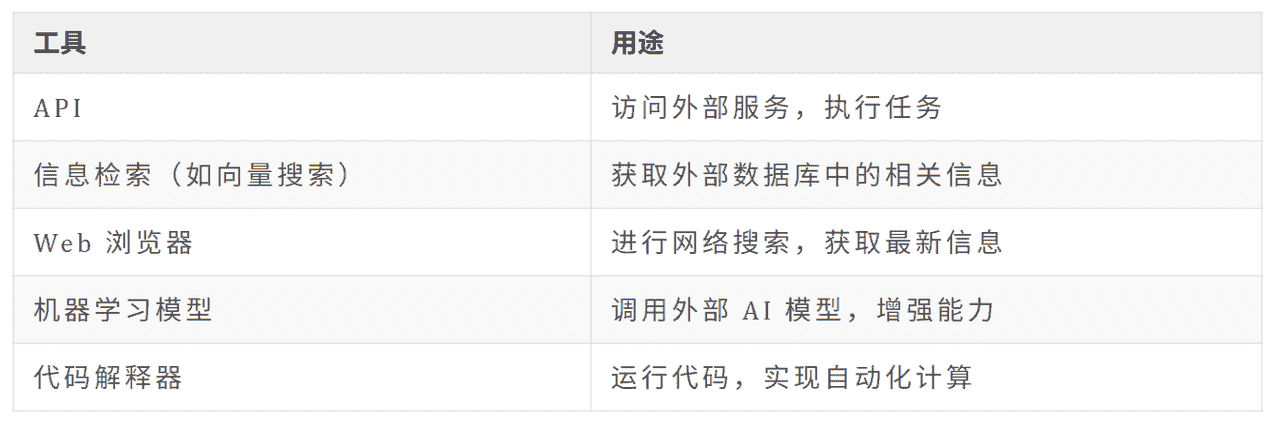 工具 用途
API 访问外部服务，执行任务
信息检索（如向量搜索） 获取外部数据库中的相关信息
Web 浏览器 进行网络搜索，获取最新信息
机器学习模型 调用外部 AI 模型，增强能力
代码解释器 运行代码，实现自动化计算